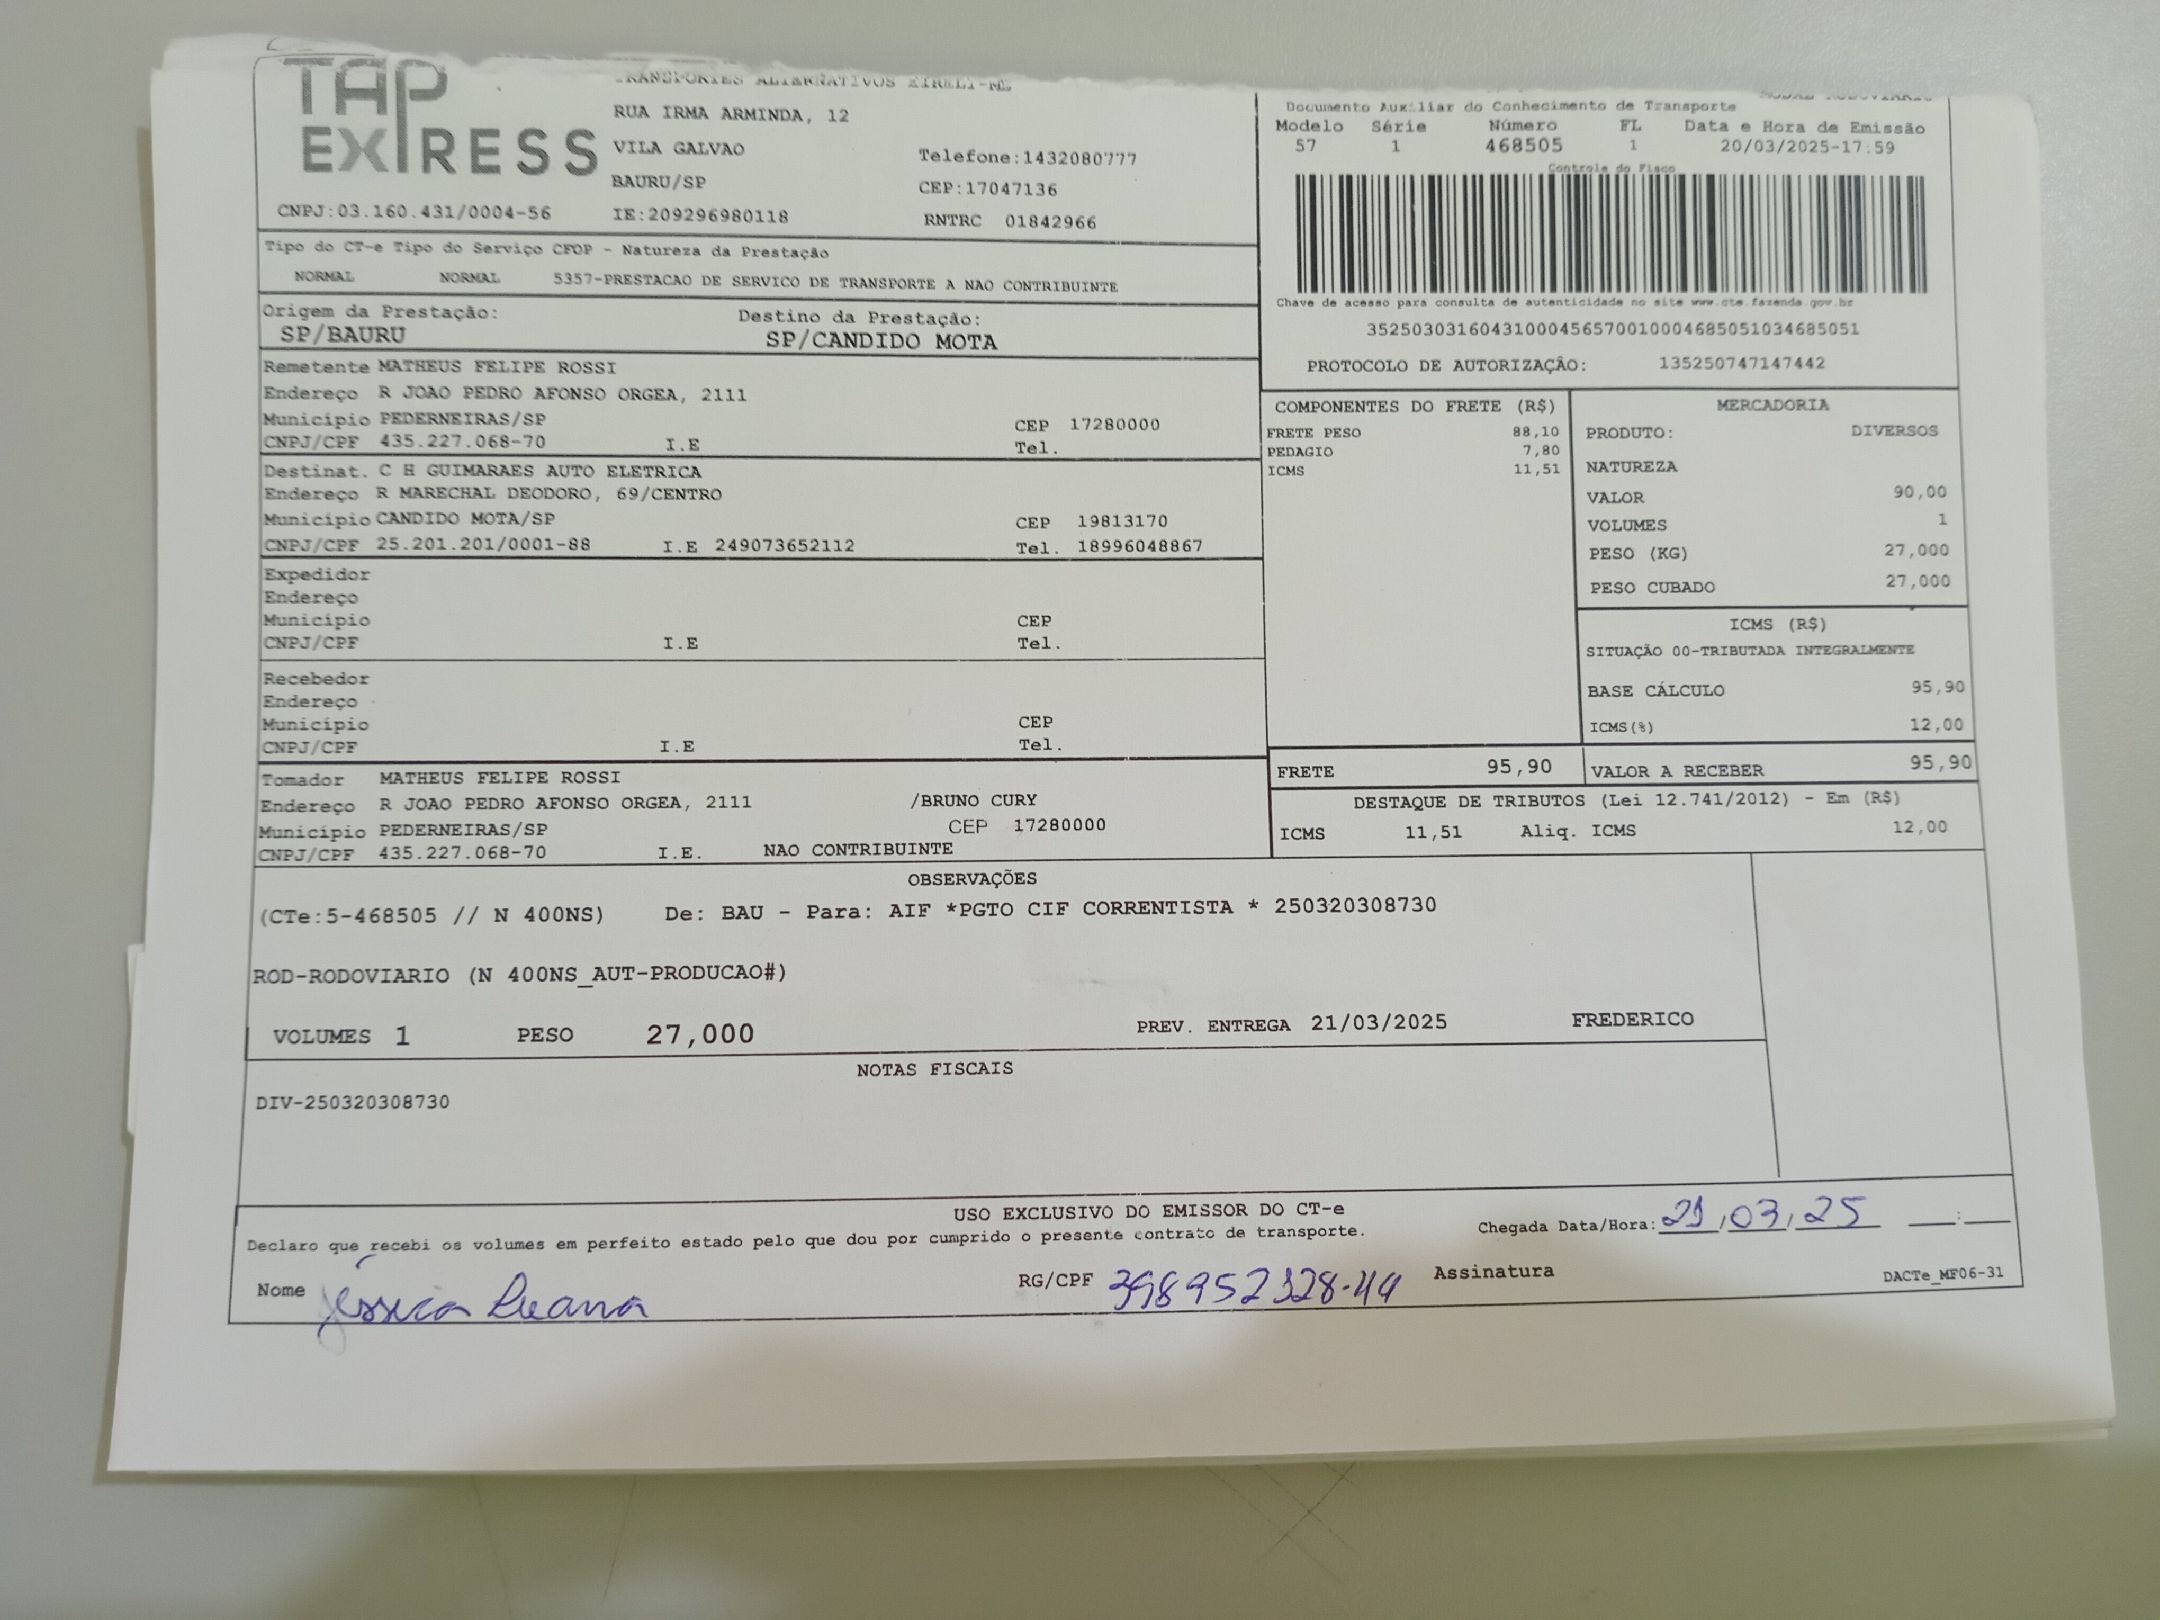 TAP
EXPRESS
TRANSPORTES ALTERNATIVOS EIRELI-ME
RUA IRMA ARMINDA, 12
VILA GALVAO
Telefone:1432080777
BAURU/SP
CEP:17047136
CNPJ:03.160.431/0004-56
IE:209296980118
RNTRC 01842966
MODAL RODOVIARIO
Documento Auxiliar do Conhecimento de Transporte
Modelo Série Número FL Data e Hora de Emissão
57 1 468505 1 20/03/2025-17:59
Controle do Fisco
Chave de acesso para consulta de autenticidade no site www.cte.fazenda.gov.br
35250303160431000456570010004685051034685051
PROTOCOLO DE AUTORIZAÇÃO: 135250747147442
Tipo do CT-e Tipo do Serviço CFOP - Natureza da Prestação
NORMAL NORMAL 5357-PRESTACAO DE SERVICO DE TRANSPORTE A NAO CONTRIBUINTE
Origem da Prestação: Destino da Prestação:
SP/BAURU SP/CANDIDO MOTA
Remetente MATHEUS FELIPE ROSSI
Endereço R JOAO PEDRO AFONSO ORGEA, 2111
Município PEDERNEIRAS/SP CEP 17280000
CNPJ/CPF 435.227.068-70 I.E Tel.
Destinat. C H GUIMARAES AUTO ELETRICA
Endereço R MARECHAL DEODORO, 69/CENTRO
Município CANDIDO MOTA/SP CEP 19813170
CNPJ/CPF 25.201.201/0001-88 I.E 249073652112 Tel. 18996048867
Expedidor
Endereço
Município CEP
CNPJ/CPF I.E Tel.
Recebedor
Endereço
Município CEP
CNPJ/CPF I.E Tel.
Tomador MATHEUS FELIPE ROSSI
Endereço R JOAO PEDRO AFONSO ORGEA, 2111 /BRUNO CURY
Município PEDERNEIRAS/SP CEP 17280000
CNPJ/CPF 435.227.068-70 I.E. NAO CONTRIBUINTE
COMPONENTES DO FRETE (R$)
FRETE PESO 88,10
PEDAGIO 7,80
ICMS 11,51
MERCADORIA
PRODUTO: DIVERSOS
NATUREZA
VALOR 90,00
VOLUMES 1
PESO (KG) 27,000
PESO CUBADO 27,000
ICMS (R$)
SITUAÇÃO 00-TRIBUTADA INTEGRALMENTE
BASE CÁLCULO 95,90
ICMS(%) 12,00
FRETE 95,90 VALOR A RECEBER 95,90
DESTAQUE DE TRIBUTOS (Lei 12.741/2012) - Em (R$)
ICMS 11,51 Aliq. ICMS 12,00
OBSERVAÇÕES
(CTe:5-468505 // N 400NS) De: BAU - Para: AIF *PGTO CIF CORRENTISTA * 250320308730
ROD-RODOVIARIO (N 400NS_AUT-PRODUCAO#)
VOLUMES 1 PESO 27,000 PREV. ENTREGA 21/03/2025 FREDERICO
NOTAS FISCAIS
DIV-250320308730
USO EXCLUSIVO DO EMISSOR DO CT-e
Declaro que recebi os volumes em perfeito estado pelo que dou por cumprido o presente contrato de transporte.
Chegada Data/Hora: 21/03/25 __:__
Nome Jéssica Luana RG/CPF 398952328-44 Assinatura
DACTe_MF06-31